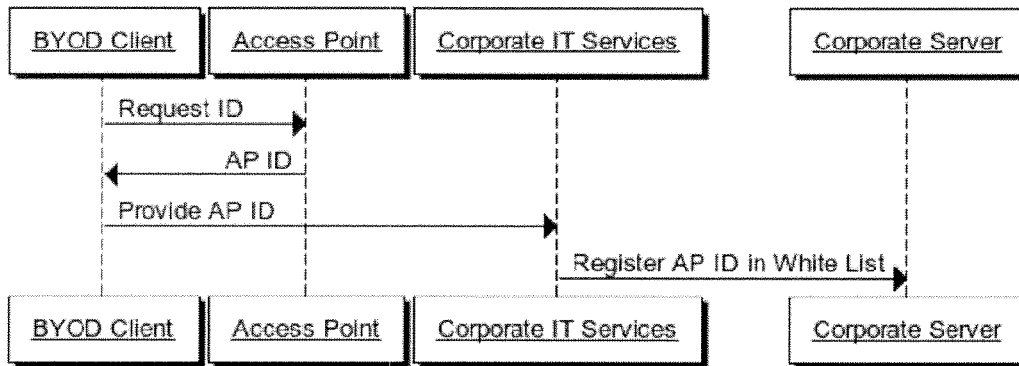 BYOD Client
Access Point
Corporate IT Services
Corporate Server
Request ID
AP ID
Provide AP ID
Register AP ID in White List
BYOD Client
Access Point
Corporate IT Services
Corporate Server